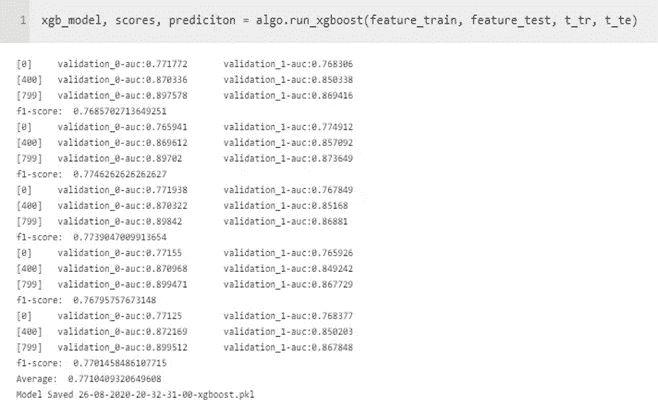 1 xgb_model, scores, prediciton = algo.run_xgboost(feature_train, feature_test, t_tr, t_te)
[0] validation_0-auc:0.771772 validation_1-auc:0.768306
[400] validation_0-auc:0.870336 validation_1-auc:0.850338
[799] validation_0-auc:0.897578 validation_1-auc:0.869416
f1-score: 0.7685702713649251
[0] validation_0-auc:0.765941 validation_1-auc:0.774912
[400] validation_0-auc:0.869612 validation_1-auc:0.857092
[799] validation_0-auc:0.89702 validation_1-auc:0.873649
f1-score: 0.7746262626262627
[0] validation_0-auc:0.771938 validation_1-auc:0.767849
[400] validation_0-auc:0.870322 validation_1-auc:0.85168
[799] validation_0-auc:0.89842 validation_1-auc:0.86881
f1-score: 0.7739047009913654
[0] validation_0-auc:0.77155 validation_1-auc:0.765926
[400] validation_0-auc:0.870968 validation_1-auc:0.849242
[799] validation_0-auc:0.899471 validation_1-auc:0.867729
f1-score: 0.76795757673148
[0] validation_0-auc:0.77125 validation_1-auc:0.768377
[400] validation_0-auc:0.872169 validation_1-auc:0.850203
[799] validation_0-auc:0.899512 validation_1-auc:0.867848
f1-score: 0.7701458486107715
Average: 0.7710409320649608
Model Saved 26-08-2020-20-32-31-00-xgboost.pkl